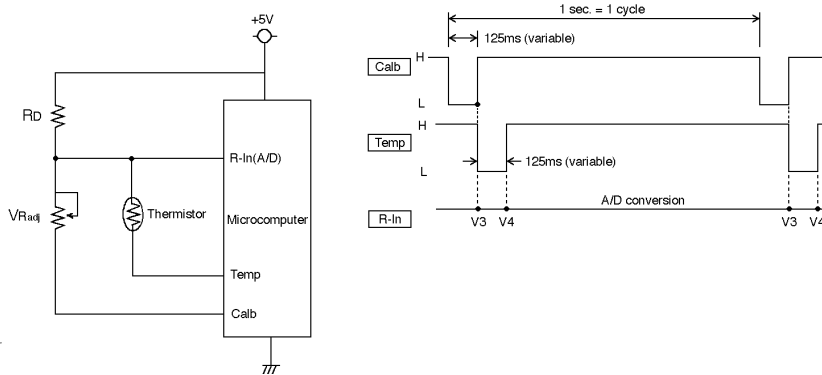 +5V
RD
R-In(A/D)
VRadj
Thermistor
Microcomputer
Temp
Calb
1 sec. = 1 cycle
125ms (variable)
Calb
H
L
Temp
H
L
125ms (variable)
A/D conversion
R-In
V3 V4 V3 V4